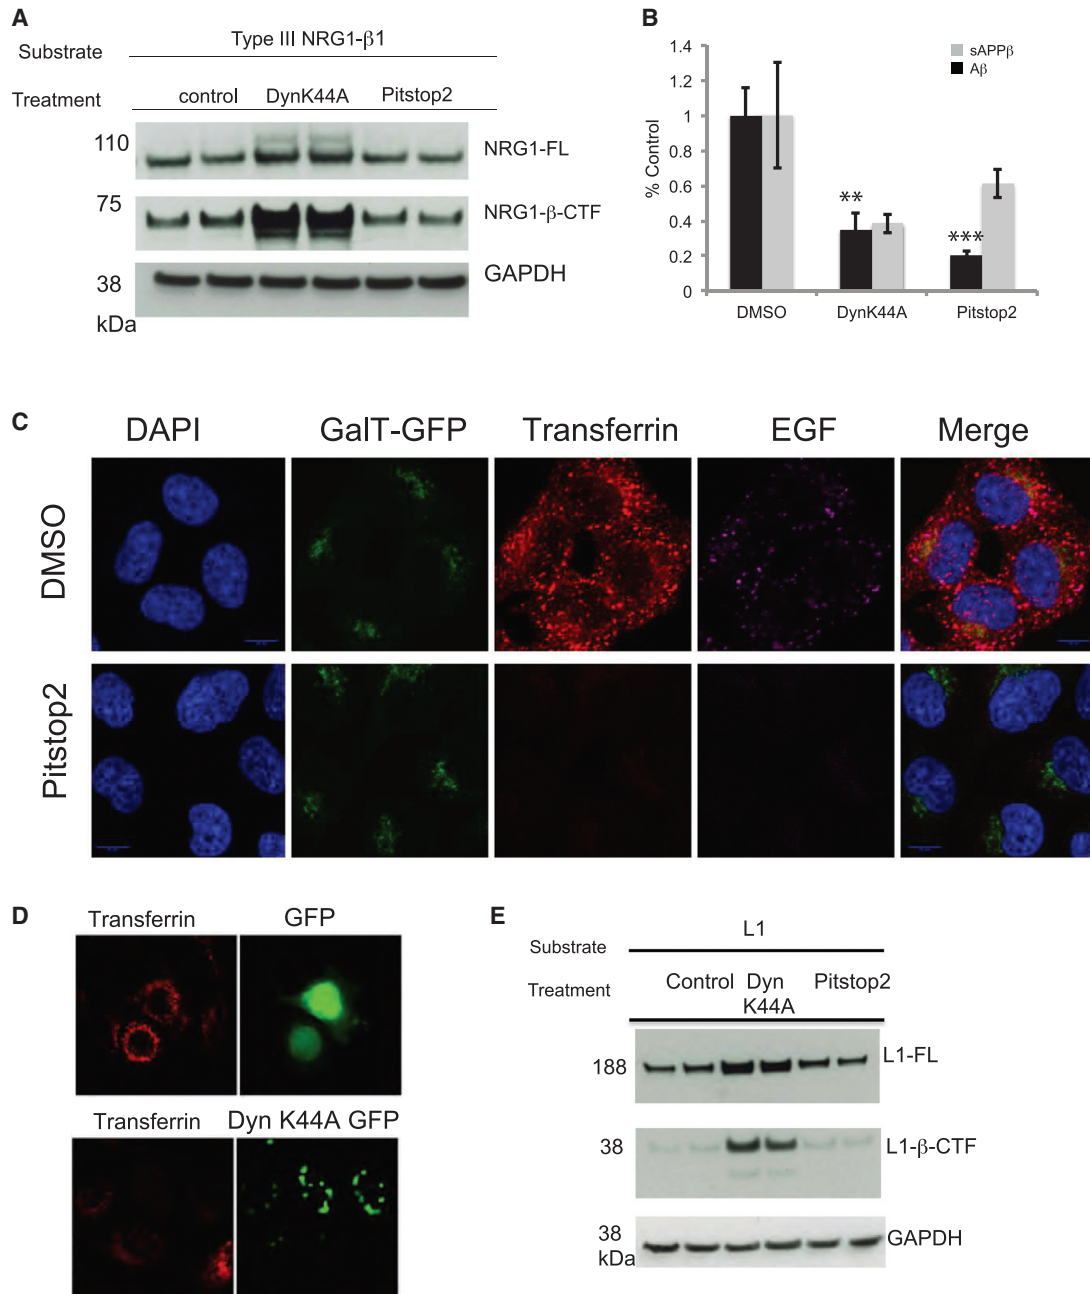 A
Substrate
Type III NRG1-β1
Treatment
control
DynK44A
Pitstop2
110
NRG1-FL
75
NRG1-β-CTF
38
GAPDH
kDa
B
1.4
1.2
1
0.8
0.6
0.4
0.2
0
% Control
sAPPβ
Aβ
**
***
DMSO
DynK44A
Pitstop2
C
DAPI
GalT-GFP
Transferrin
EGF
Merge
DMSO
Pitstop2
D
Transferrin
GFP
Transferrin
Dyn K44A GFP
E
Substrate
L1
Treatment
Control
Dyn
K44A
Pitstop2
188
L1-FL
38
L1-β-CTF
38
kDa
GAPDH